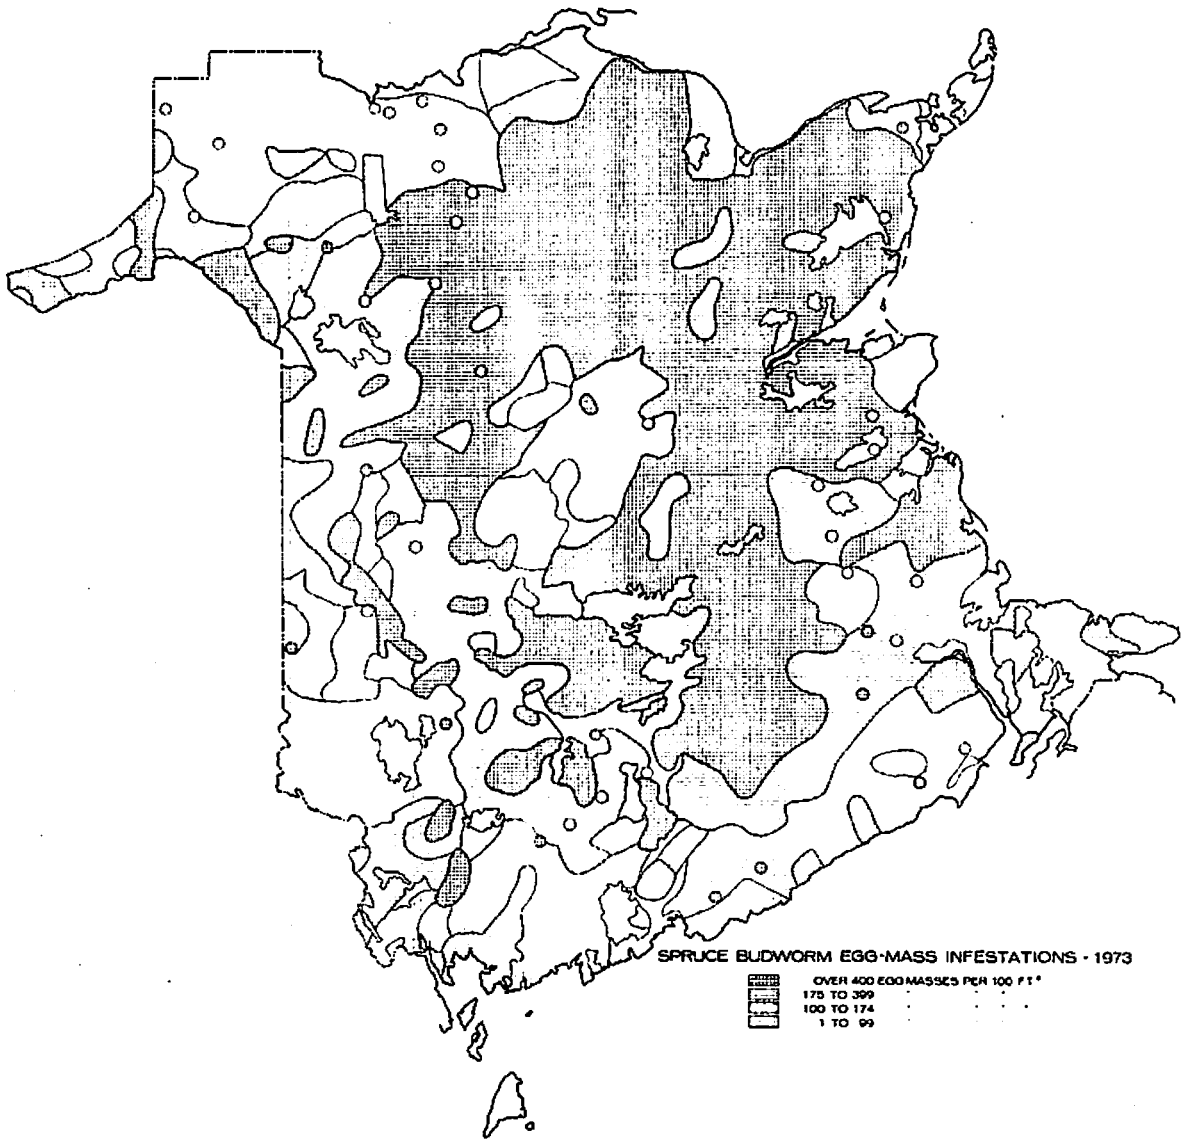 SPRUCE BUDWORM EGG-MASS INFESTATIONS - 1973
OVER 400 EGG MASSES PER 100 FT²
175 TO 399 " " " "
100 TO 174 " " " "
1 TO 99 " " " "